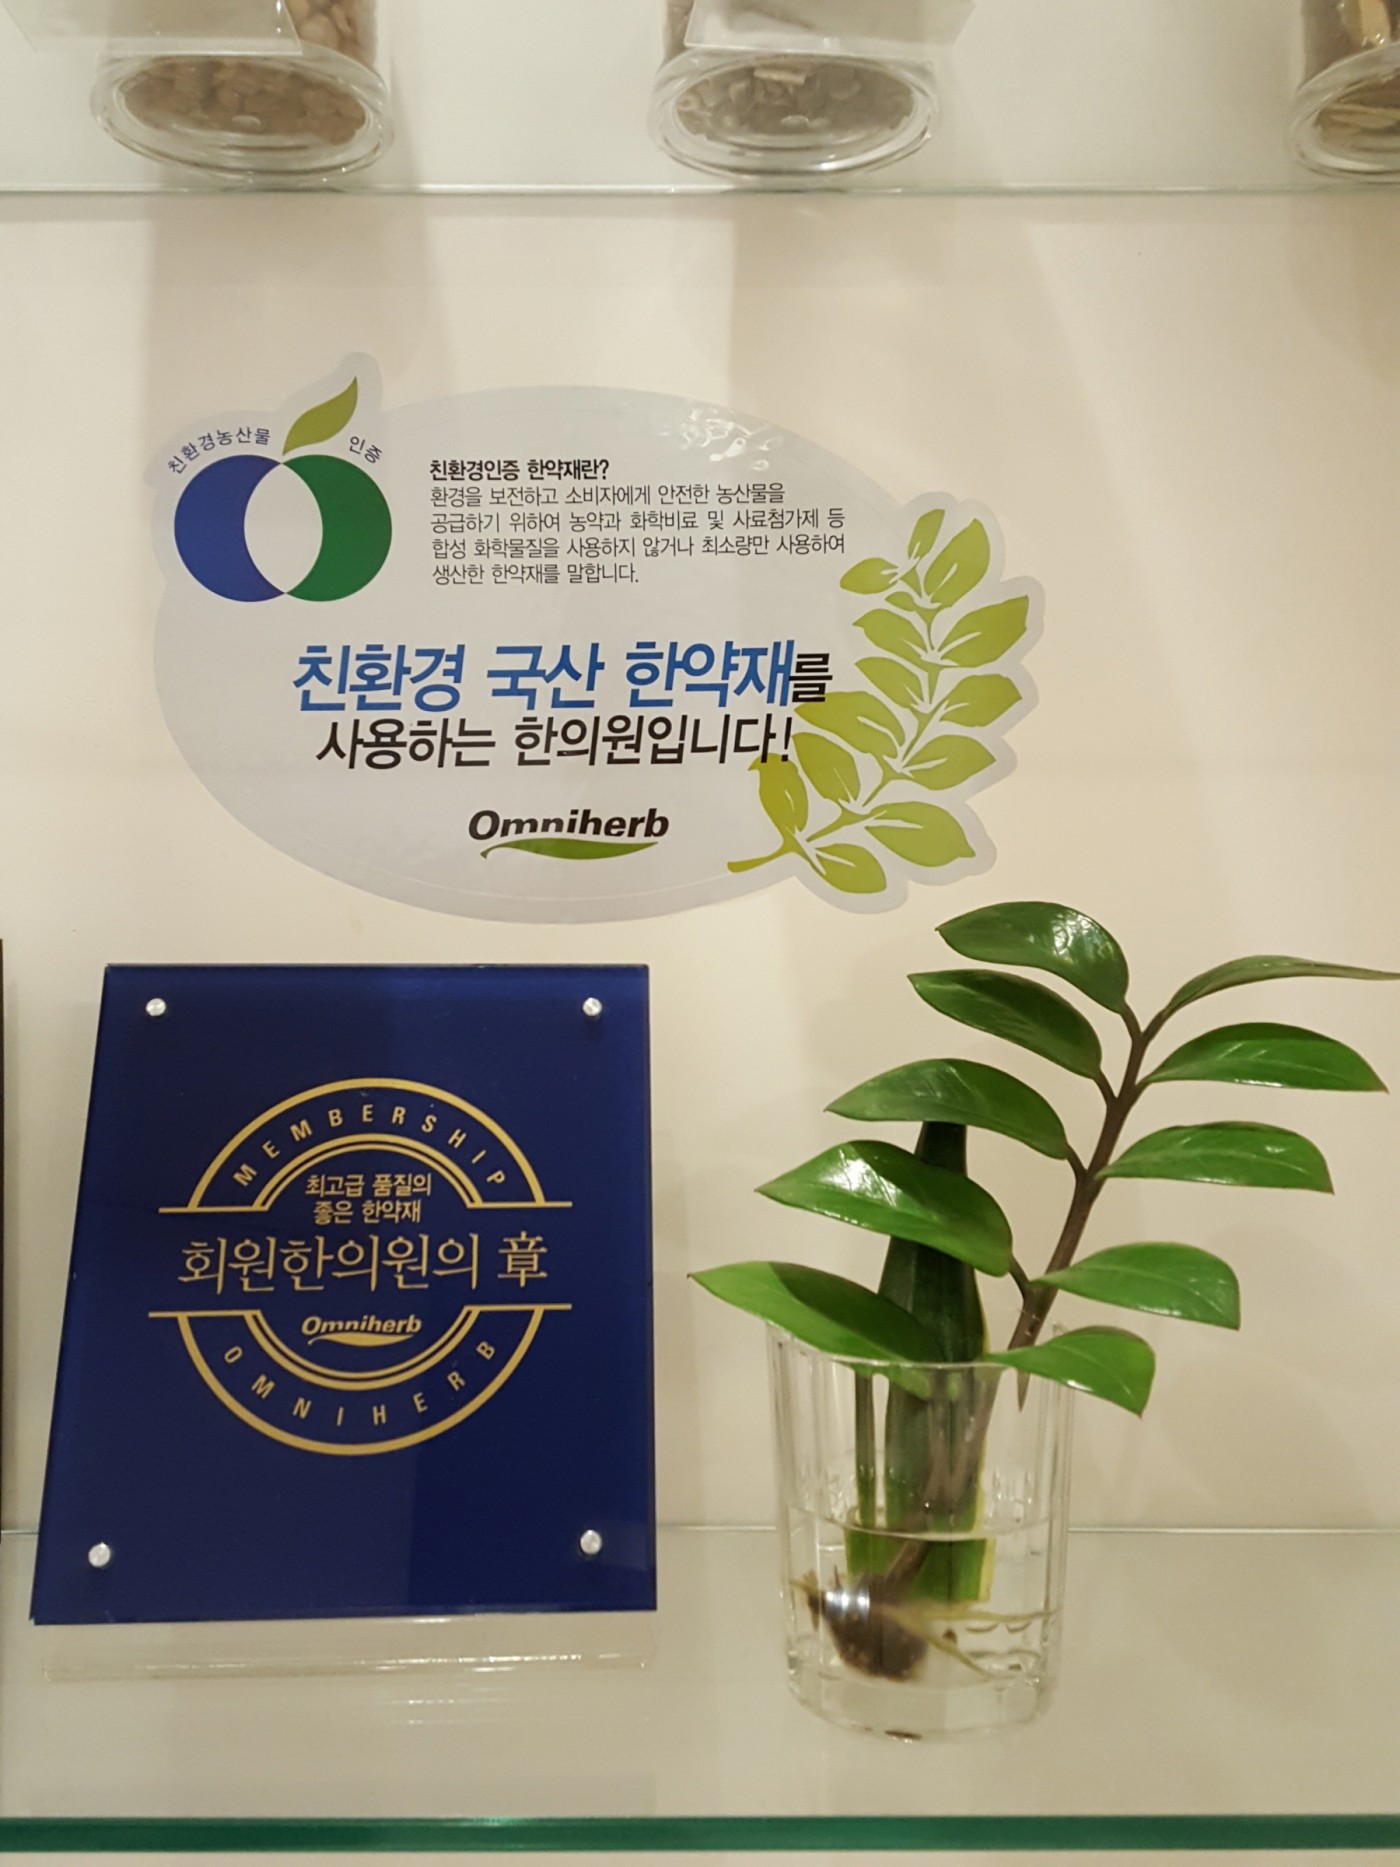 친환경농산물 인증
친환경인증 한약재란?
환경을 보전하고 소비자에게 안전한 농산물을
공급하기 위하여 농약과 화학비료 및 사료첨가제 등
합성 화학물질을 사용하지 않거나 최소량만 사용하여
생산한 한약재를 말합니다.
친환경 국산 한약재를
사용하는 한의원입니다!
Omniherb
MEMBERSHIP
최고급 품질의
좋은 한약재
회원한의원의 章
Omniherb
OMNIHERB